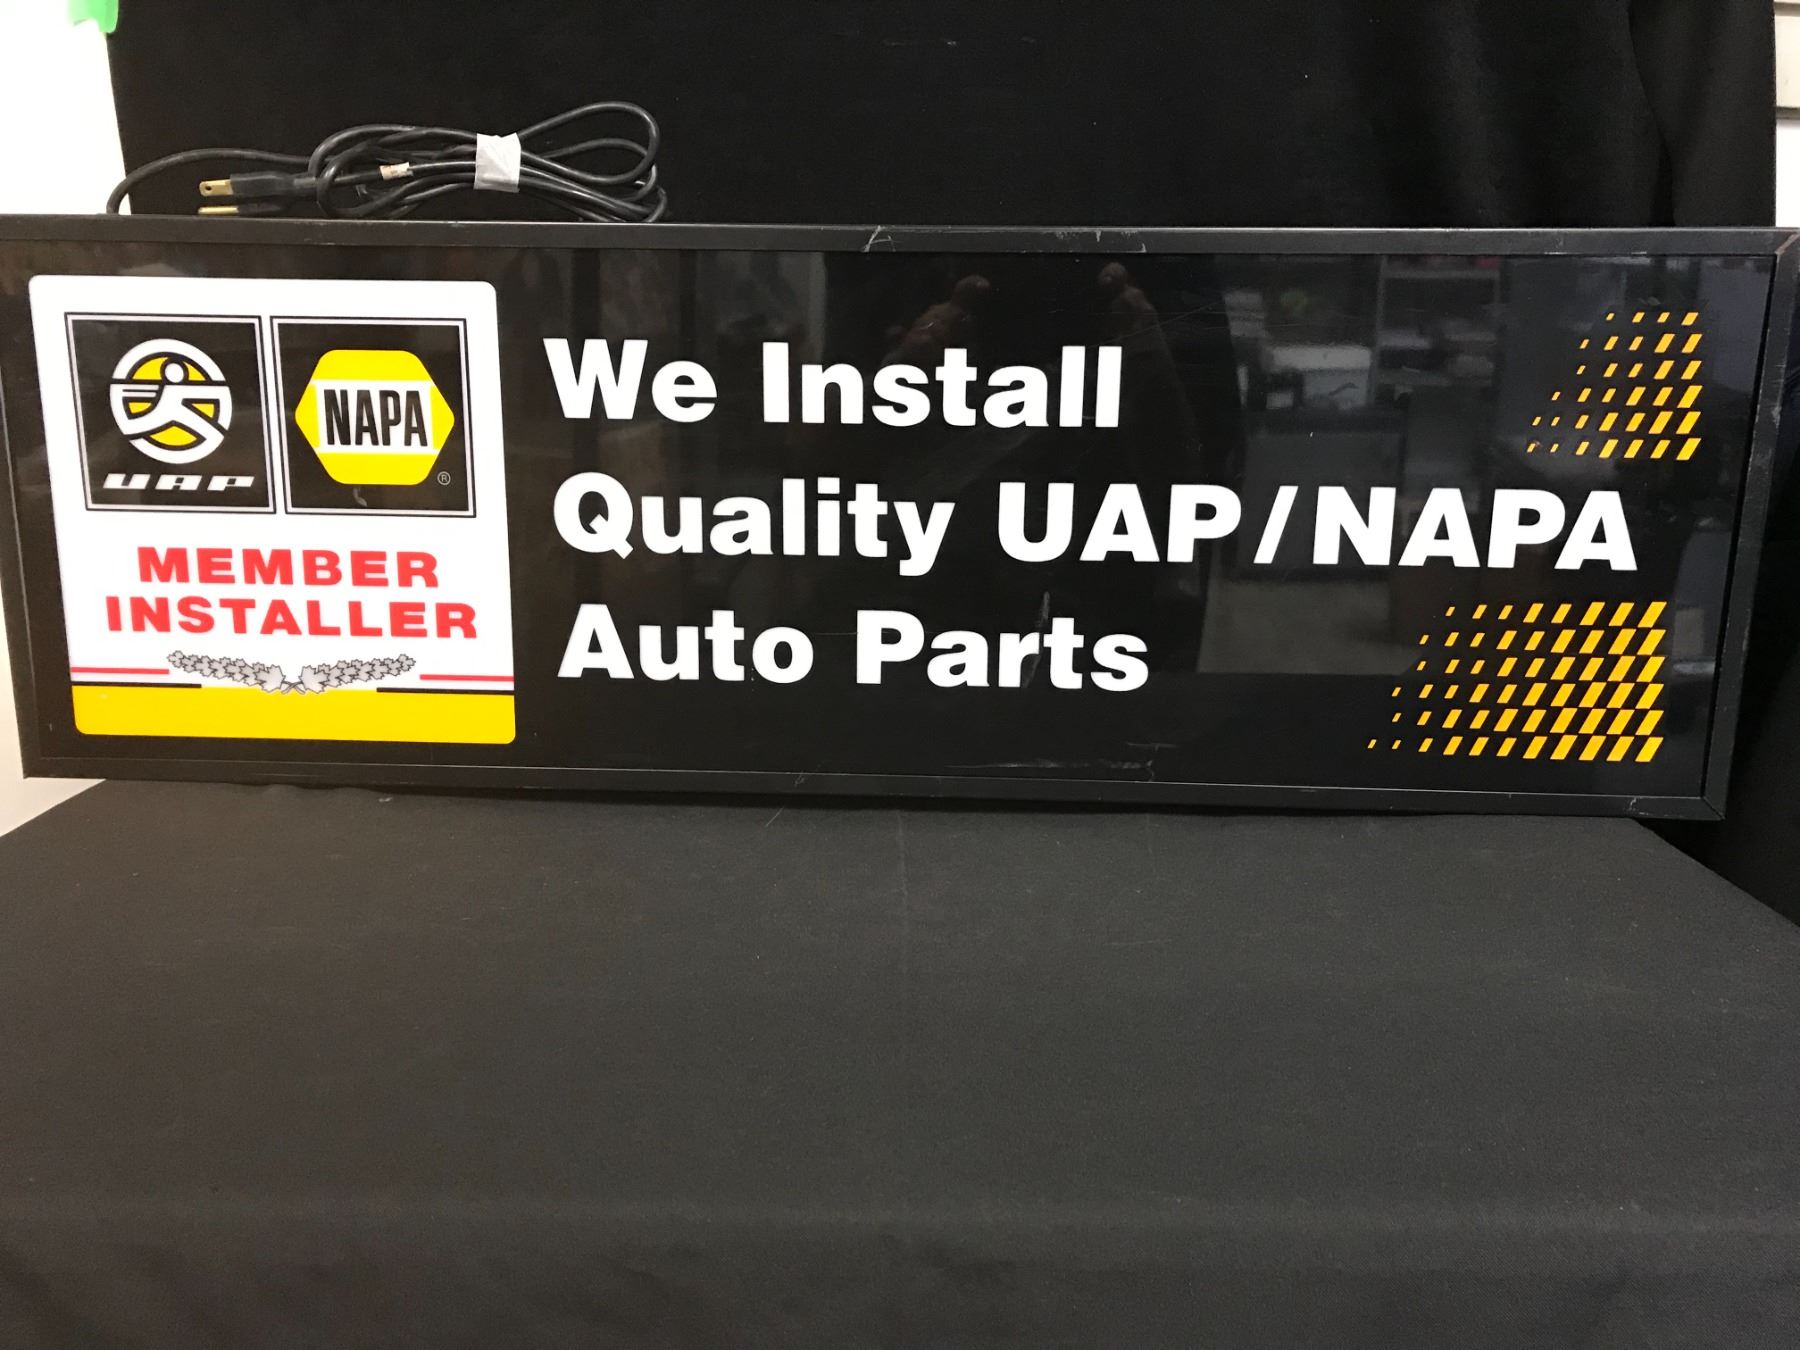 UAP
NAPA
®
MEMBER
INSTALLER
We Install
Quality UAP/NAPA
Auto Parts